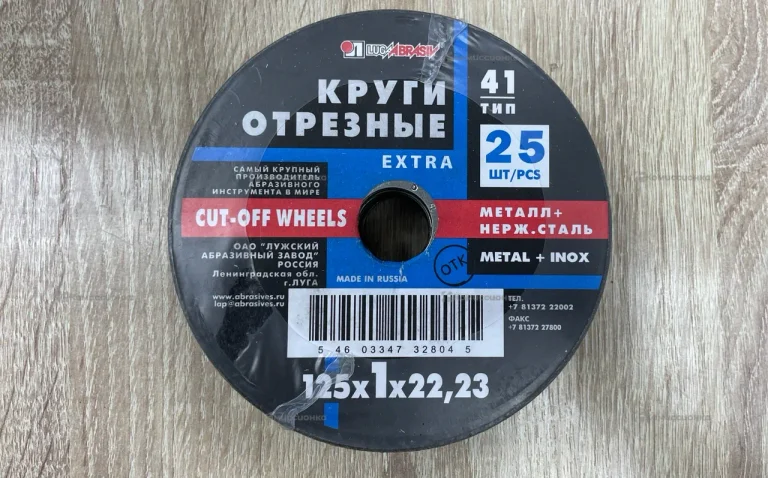 LUGAABRASIV
КРУГИ
ОТРЕЗНЫЕ
EXTRA
41
ТИП
25
ШТ/PCS
САМЫЙ КРУПНЫЙ
ПРОИЗВОДИТЕЛЬ
АБРАЗИВНОГО
ИНСТРУМЕНТА В МИРЕ
CUT-OFF WHEELS
МЕТАЛЛ+
НЕРЖ.СТАЛЬ
METAL + INOX
ОАО "ЛУЖСКИЙ
АБРАЗИВНЫЙ ЗАВОД"
РОССИЯ
Ленинградская обл.
г.ЛУГА
ОТК
MADE IN RUSSIA
www.abrasives.ru
lap@abrasives.ru
ТЕЛ.
+7 81372 22002
ФАКС
+7 81372 27800
5 46 03347 32804 5
125x1x22,23